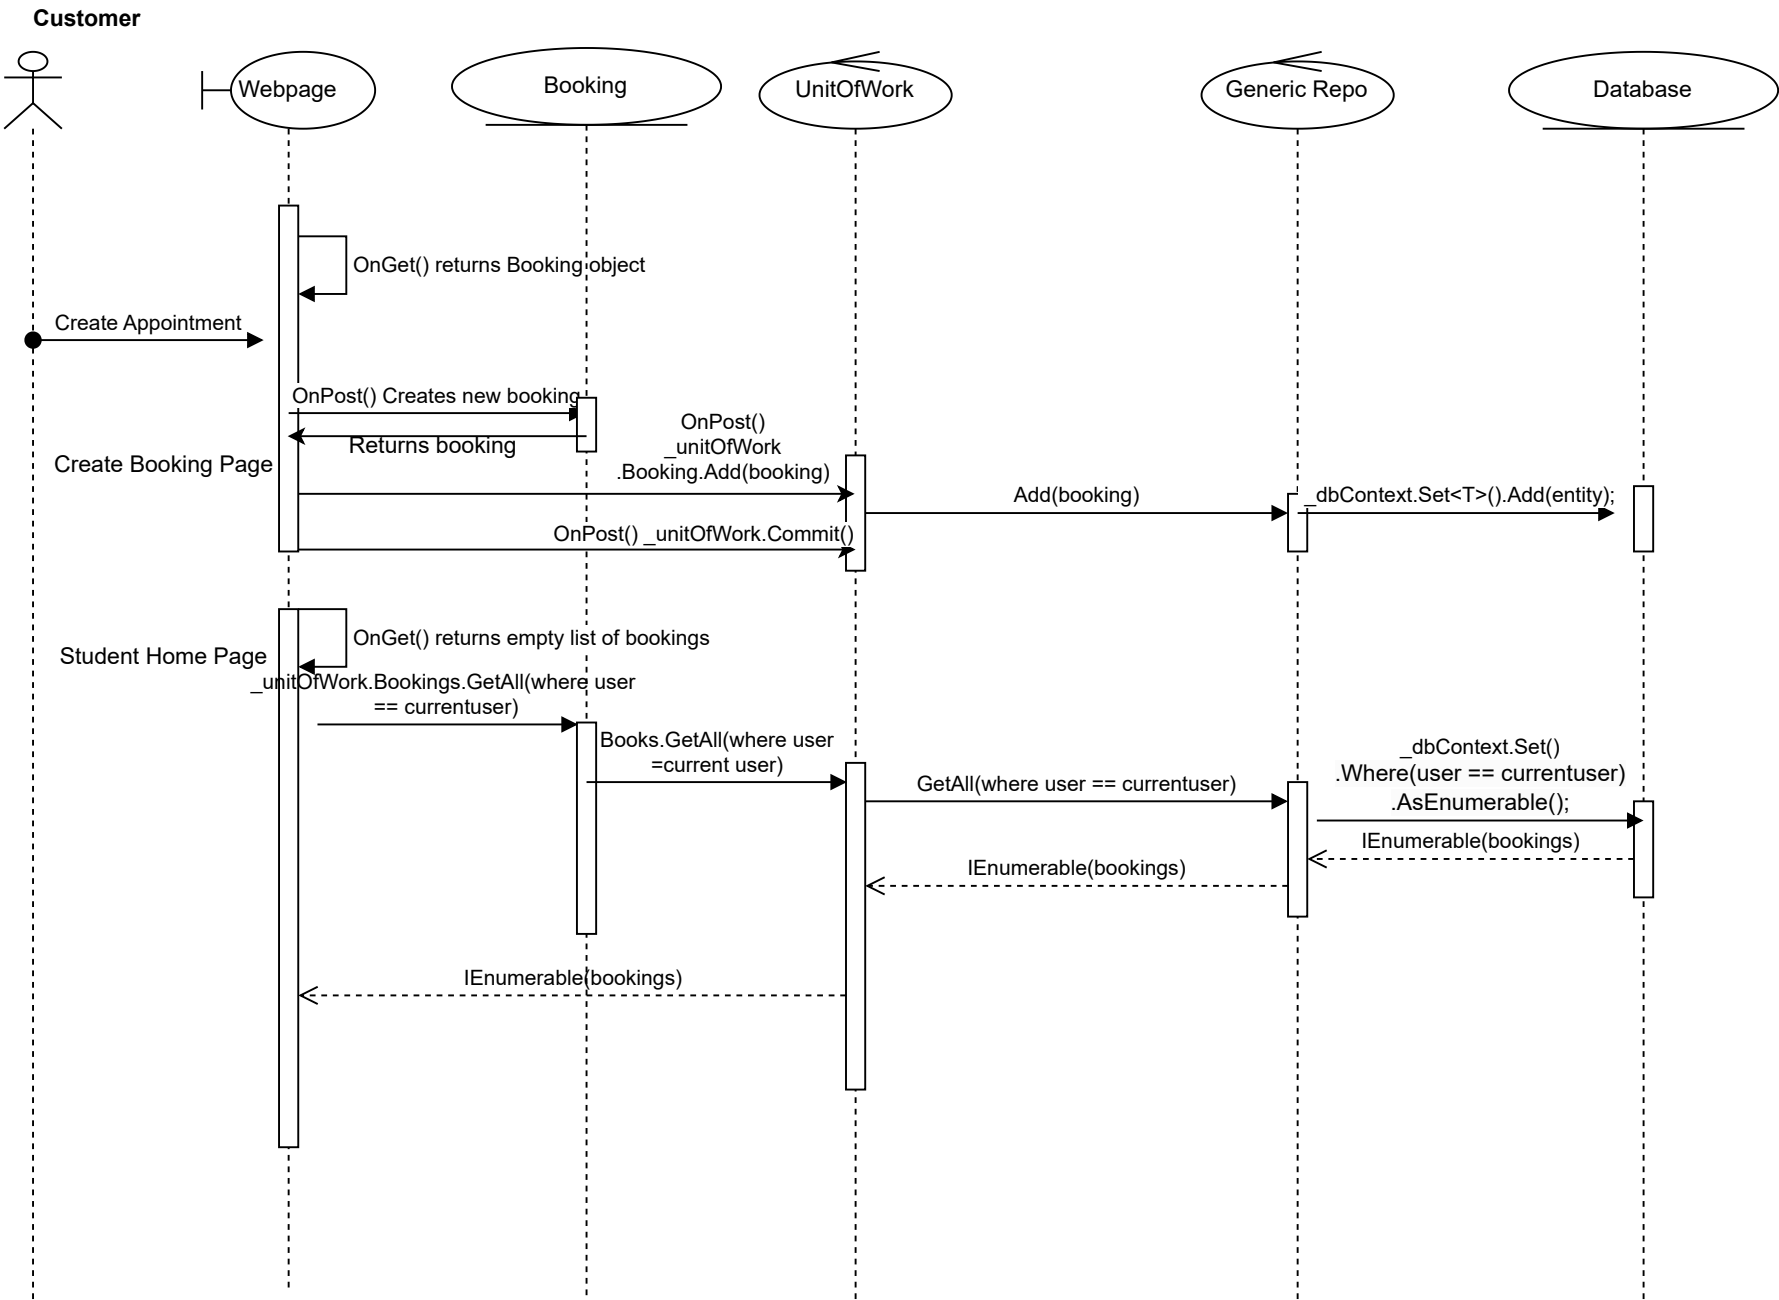 Customer
Webpage
Booking
UnitOfWork
Generic Repo
Database
OnGet() returns Booking object
Create Appointment
OnPost() Creates new booking
Returns booking
Create Booking Page
OnPost()
_unitOfWork
.Booking.Add(booking)
Add(booking)
_dbContext.Set<T>().Add(entity);
OnPost() _unitOfWork.Commit()
OnGet() returns empty list of bookings
Student Home Page
_unitOfWork.Bookings.GetAll(where user
== currentuser)
Books.GetAll(where user
=current user)
GetAll(where user == currentuser)
_dbContext.Set()
.Where(user == currentuser)
.AsEnumerable();
IEnumerable(bookings)
IEnumerable(bookings)
IEnumerable(bookings)